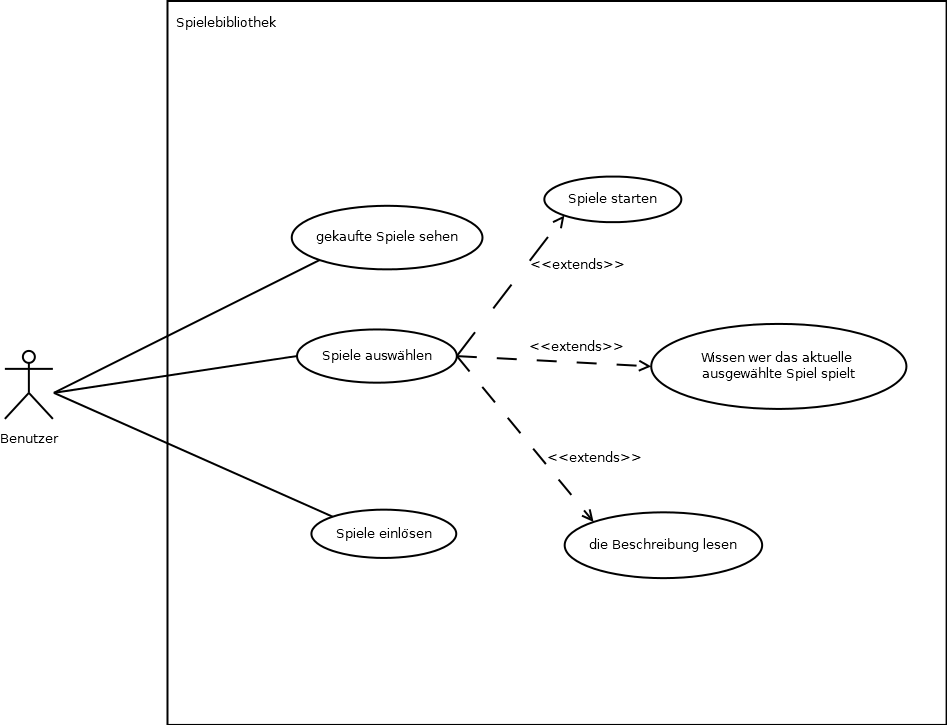 Spielebibliothek
Spiele starten
gekaufte Spiele sehen
<<extends>>
<<extends>>
Spiele auswählen
Wissen wer das aktuelle
ausgewählte Spiel spielt
Benutzer
<<extends>>
Spiele einlösen
die Beschreibung lesen